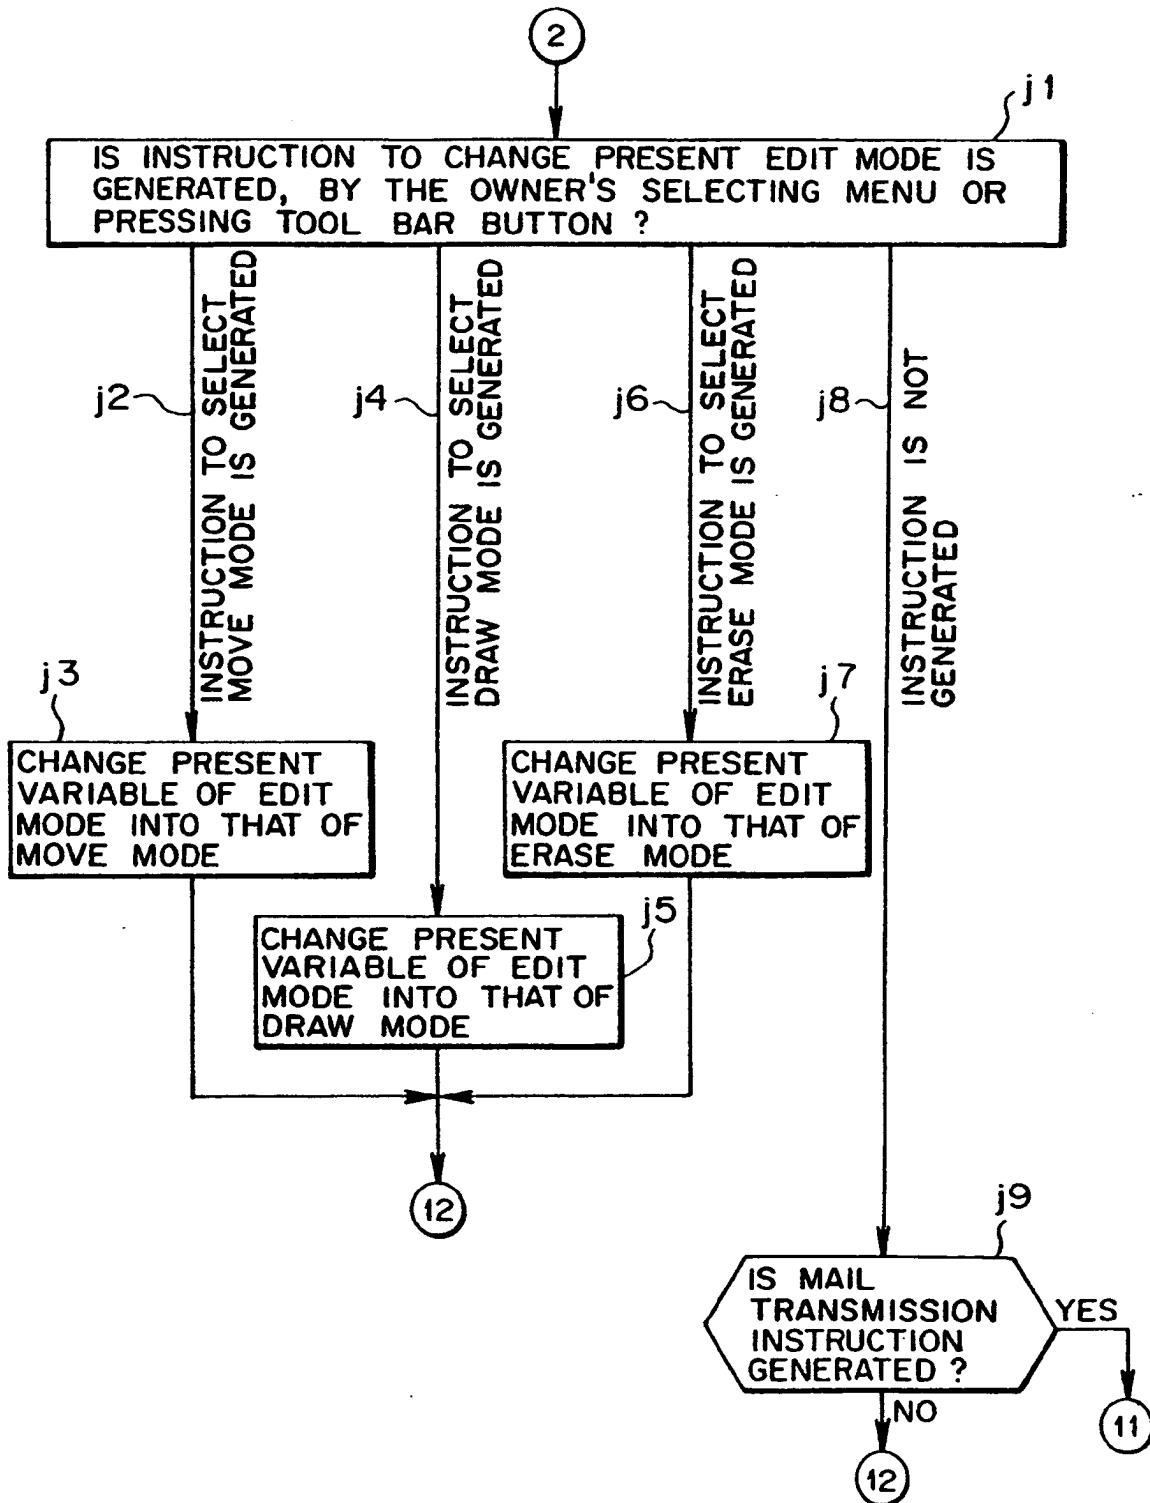 2
j1
IS INSTRUCTION TO CHANGE PRESENT EDIT MODE IS
GENERATED, BY THE OWNER'S SELECTING MENU OR
PRESSING TOOL BAR BUTTON ?
j2
INSTRUCTION TO SELECT
MOVE MODE IS GENERATED
j4
INSTRUCTION TO SELECT
DRAW MODE IS GENERATED
j6
INSTRUCTION TO SELECT
ERASE MODE IS GENERATED
j8
INSTRUCTION IS NOT
GENERATED
j3
CHANGE PRESENT
VARIABLE OF EDIT
MODE INTO THAT OF
MOVE MODE
j7
CHANGE PRESENT
VARIABLE OF EDIT
MODE INTO THAT OF
ERASE MODE
j5
CHANGE PRESENT
VARIABLE OF EDIT
MODE INTO THAT OF
DRAW MODE
12
j9
IS MAIL
TRANSMISSION
INSTRUCTION
GENERATED ?
YES
11
NO
12